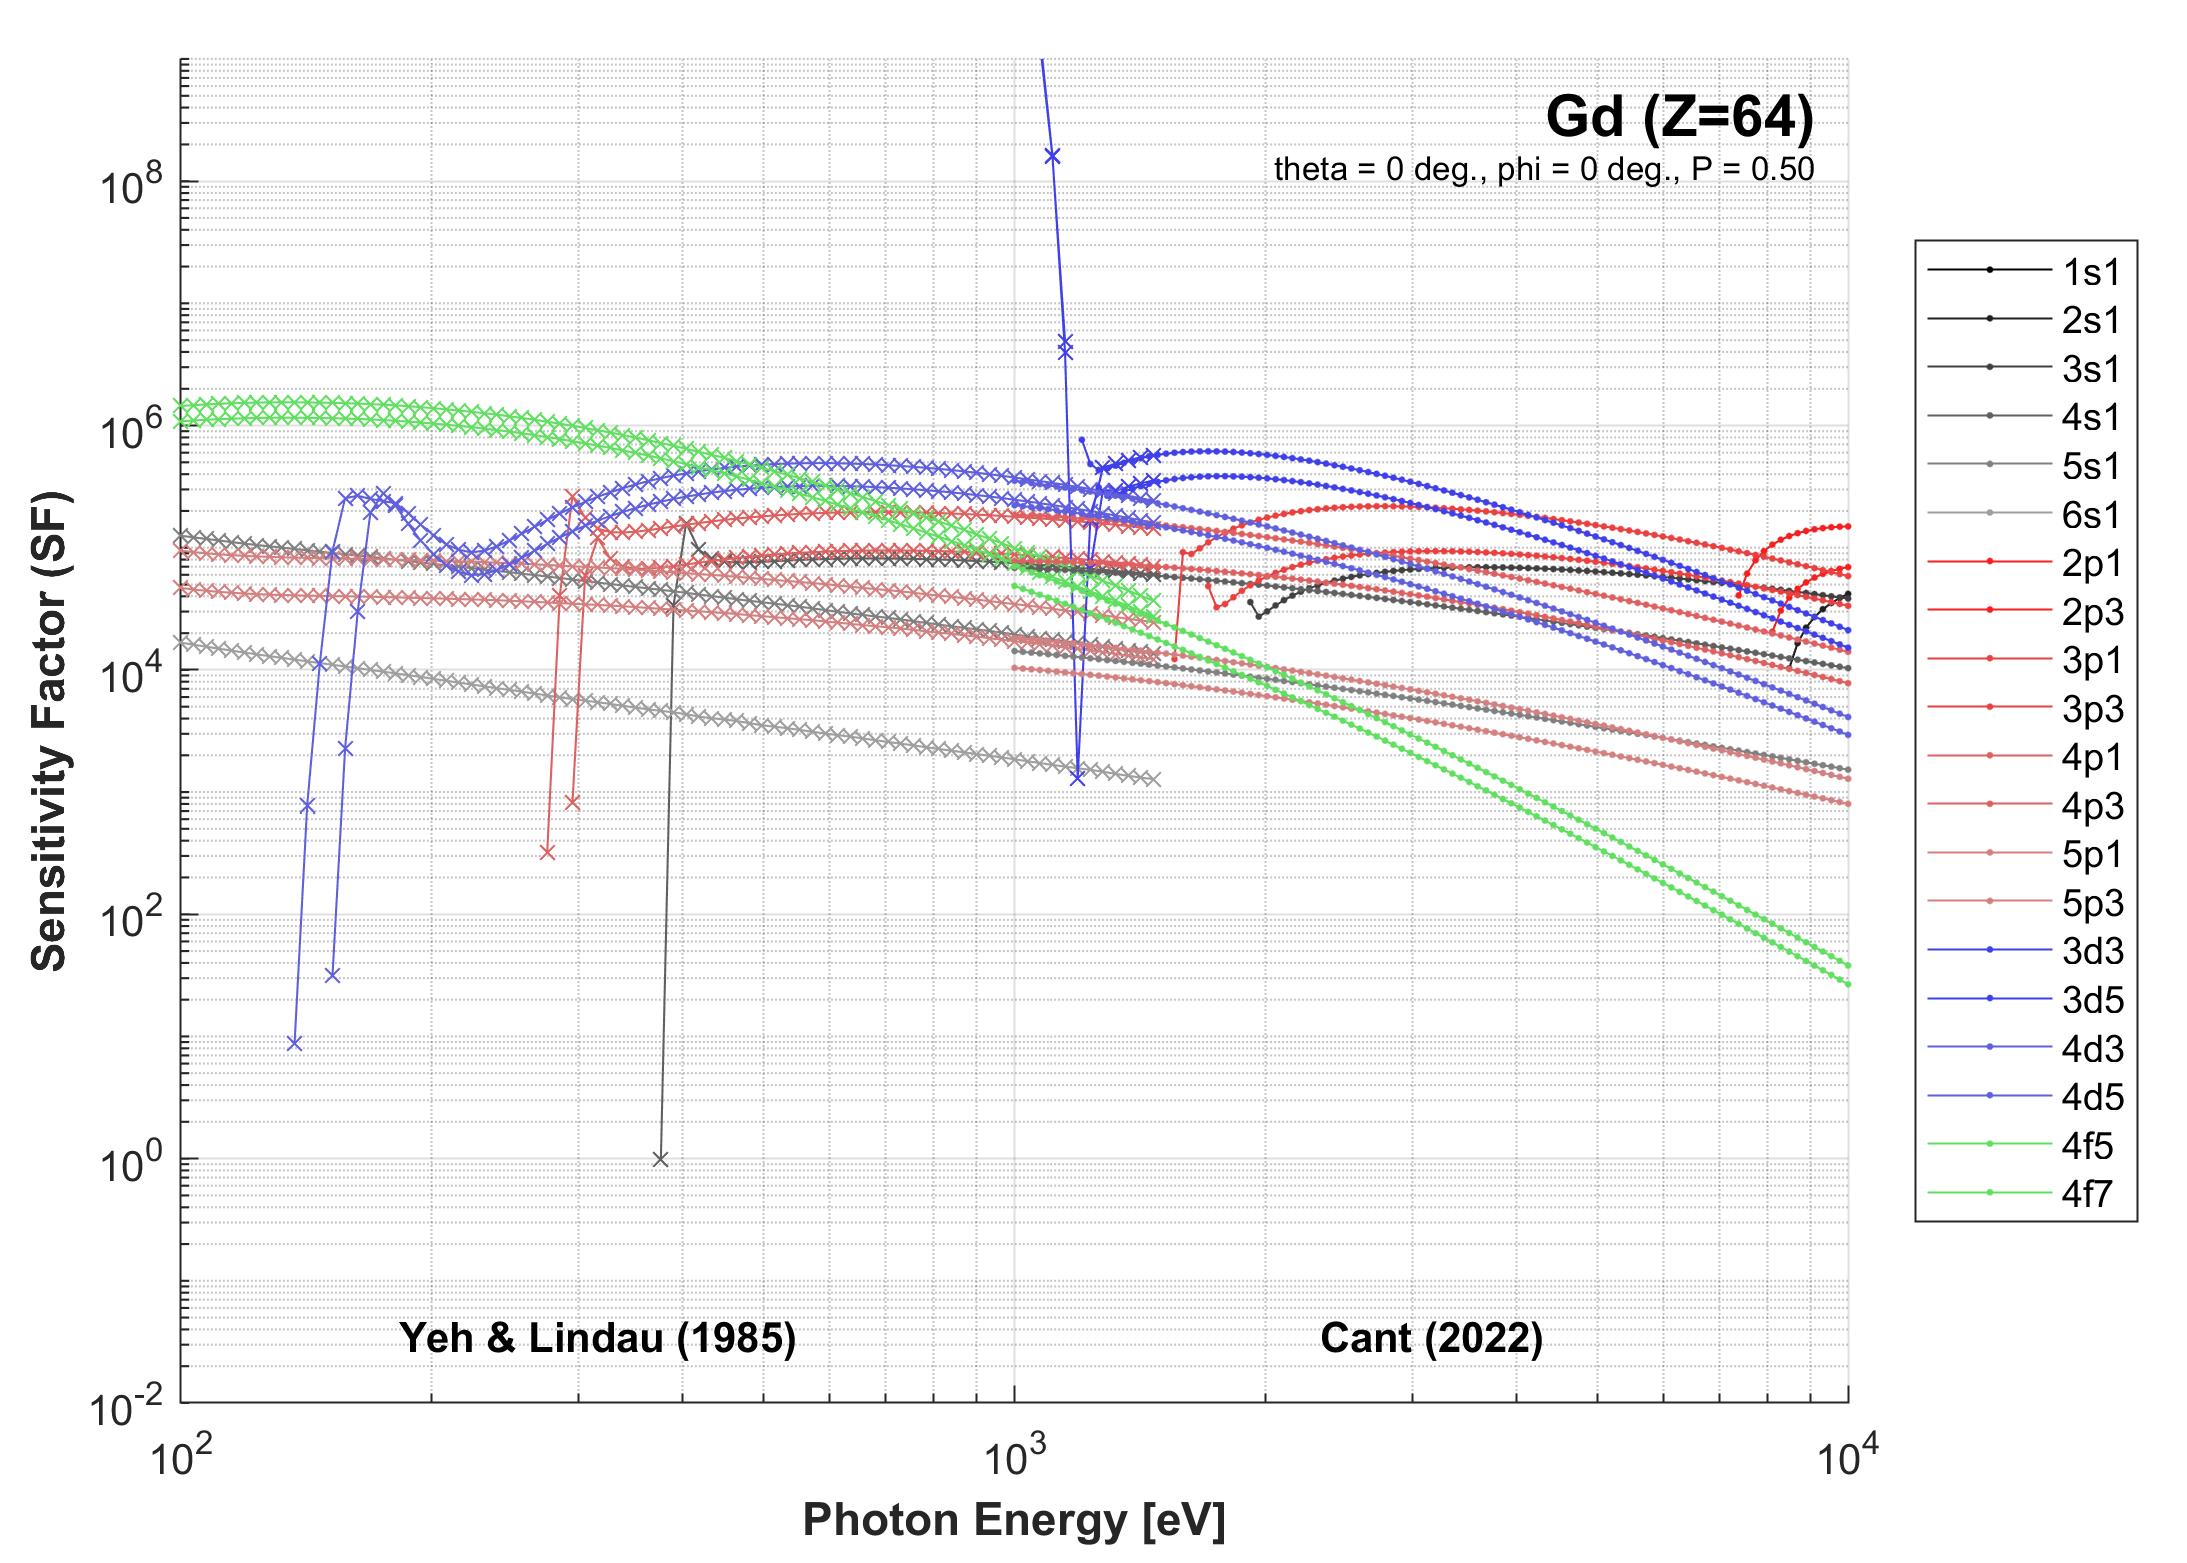 Gd (Z=64)
theta = 0 deg., phi = 0 deg., P = 0.50
Sensitivity Factor (SF)
10^8
10^6
10^4
10^2
10^0
10^-2
10^2
10^3
10^4
Photon Energy [eV]
Yeh & Lindau (1985)
Cant (2022)
1s1
2s1
3s1
4s1
5s1
6s1
2p1
2p3
3p1
3p3
4p1
4p3
5p1
5p3
3d3
3d5
4d3
4d5
4f5
4f7